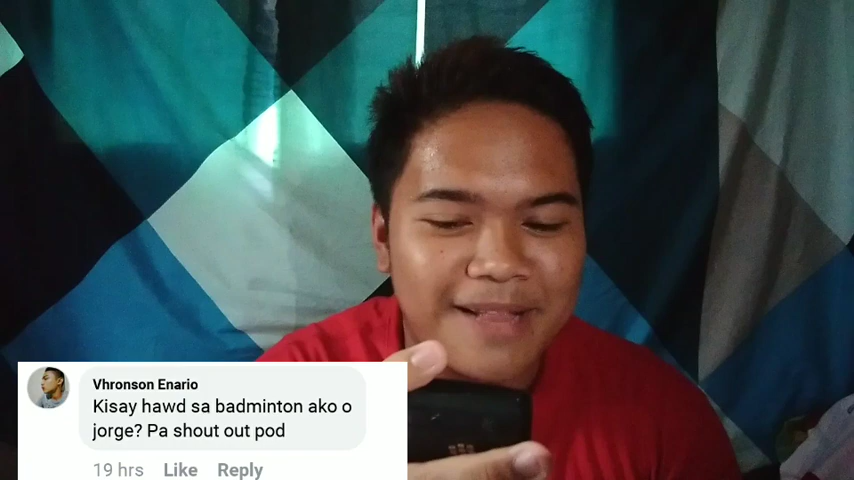 Vhronson Enario
Kisay hawd sa badminton ako o
jorge? Pa shout out pod
19 hrs Like Reply